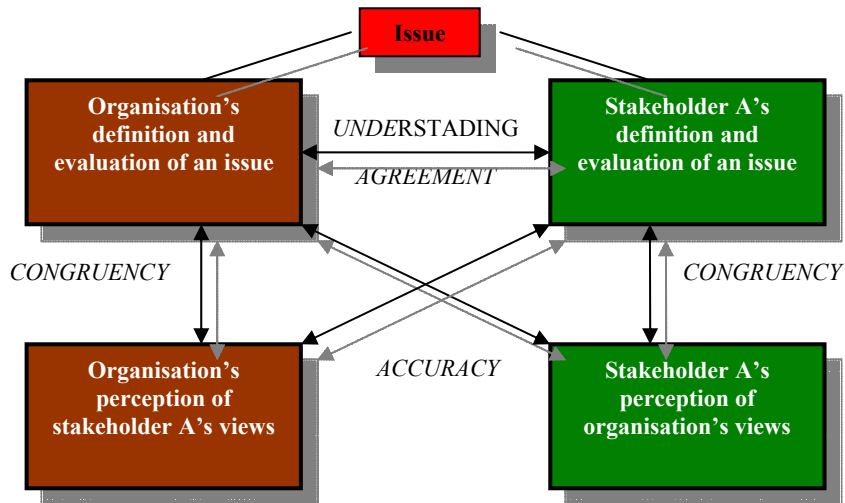 Issue
Organisation's
definition and
evaluation of an issue
UNDERSTADING
AGREEMENT
Stakeholder A's
definition and
evaluation of an issue
CONGRUENCY
CONGRUENCY
Organisation's
perception of
stakeholder A's views
ACCURACY
Stakeholder A's
perception of
organisation's views